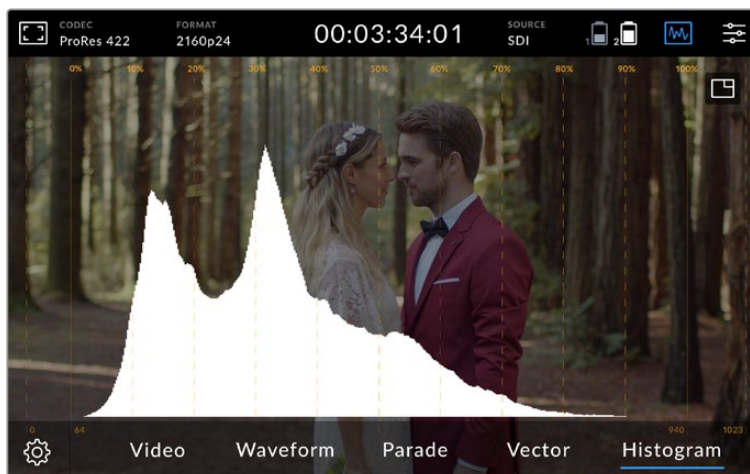 CODEC FORMAT 00:03:34:01 SOURCE
ProRes 422 2160p24 SDI 1 2
0% 10% 20% 30% 40% 50% 60% 70% 80% 90% 100%
0 64 940 1023
Video Waveform Parade Vector Histogram